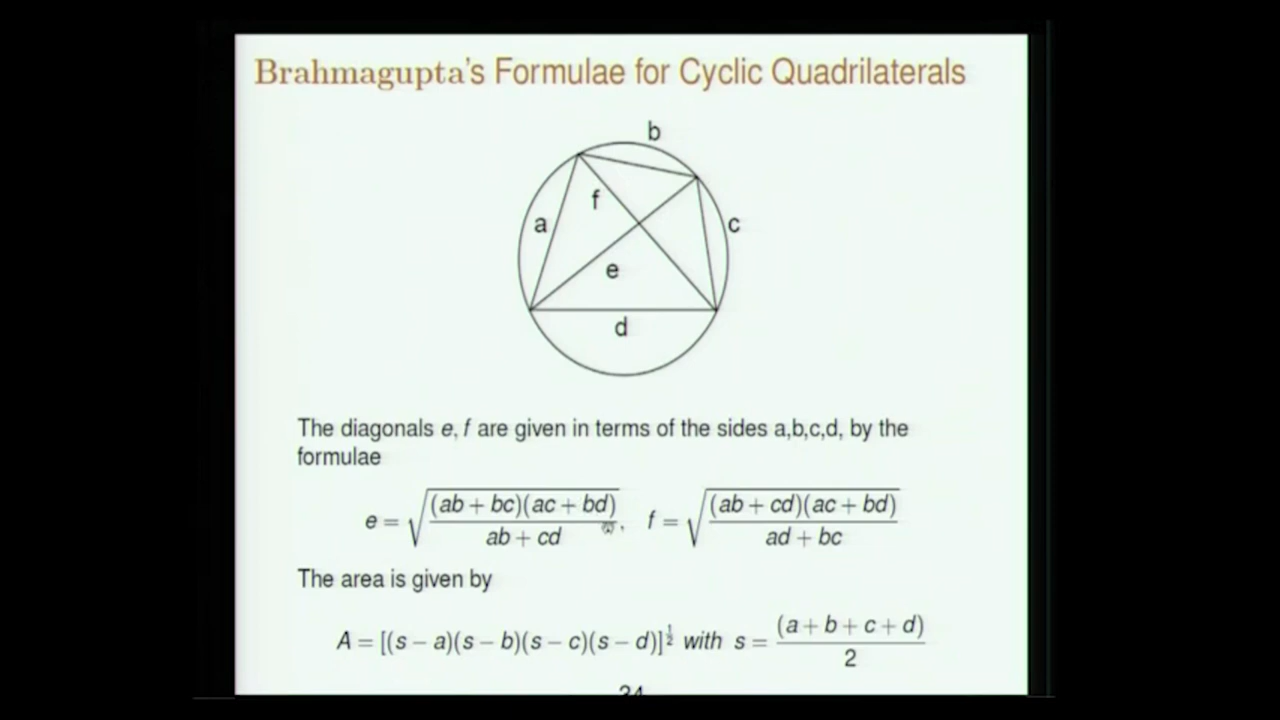 Brahmagupta's Formulae for Cyclic Quadrilaterals
b
f
a
c
e
d
The diagonals e, f are given in terms of the sides a,b,c,d, by the
formulae
e = √((ab + bc)(ac + bd) / (ab + cd)), f = √((ab + cd)(ac + bd) / (ad + bc))
The area is given by
A = [(s − a)(s − b)(s − c)(s − d)]^½ with s = (a + b + c + d) / 2